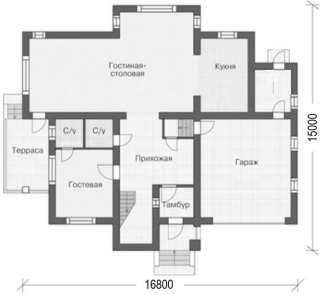 Гостиная-
столовая
Кухня
С/у
С/у
Терраса
Прихожая
Гараж
Гостевая
Тамбур
15000
16800